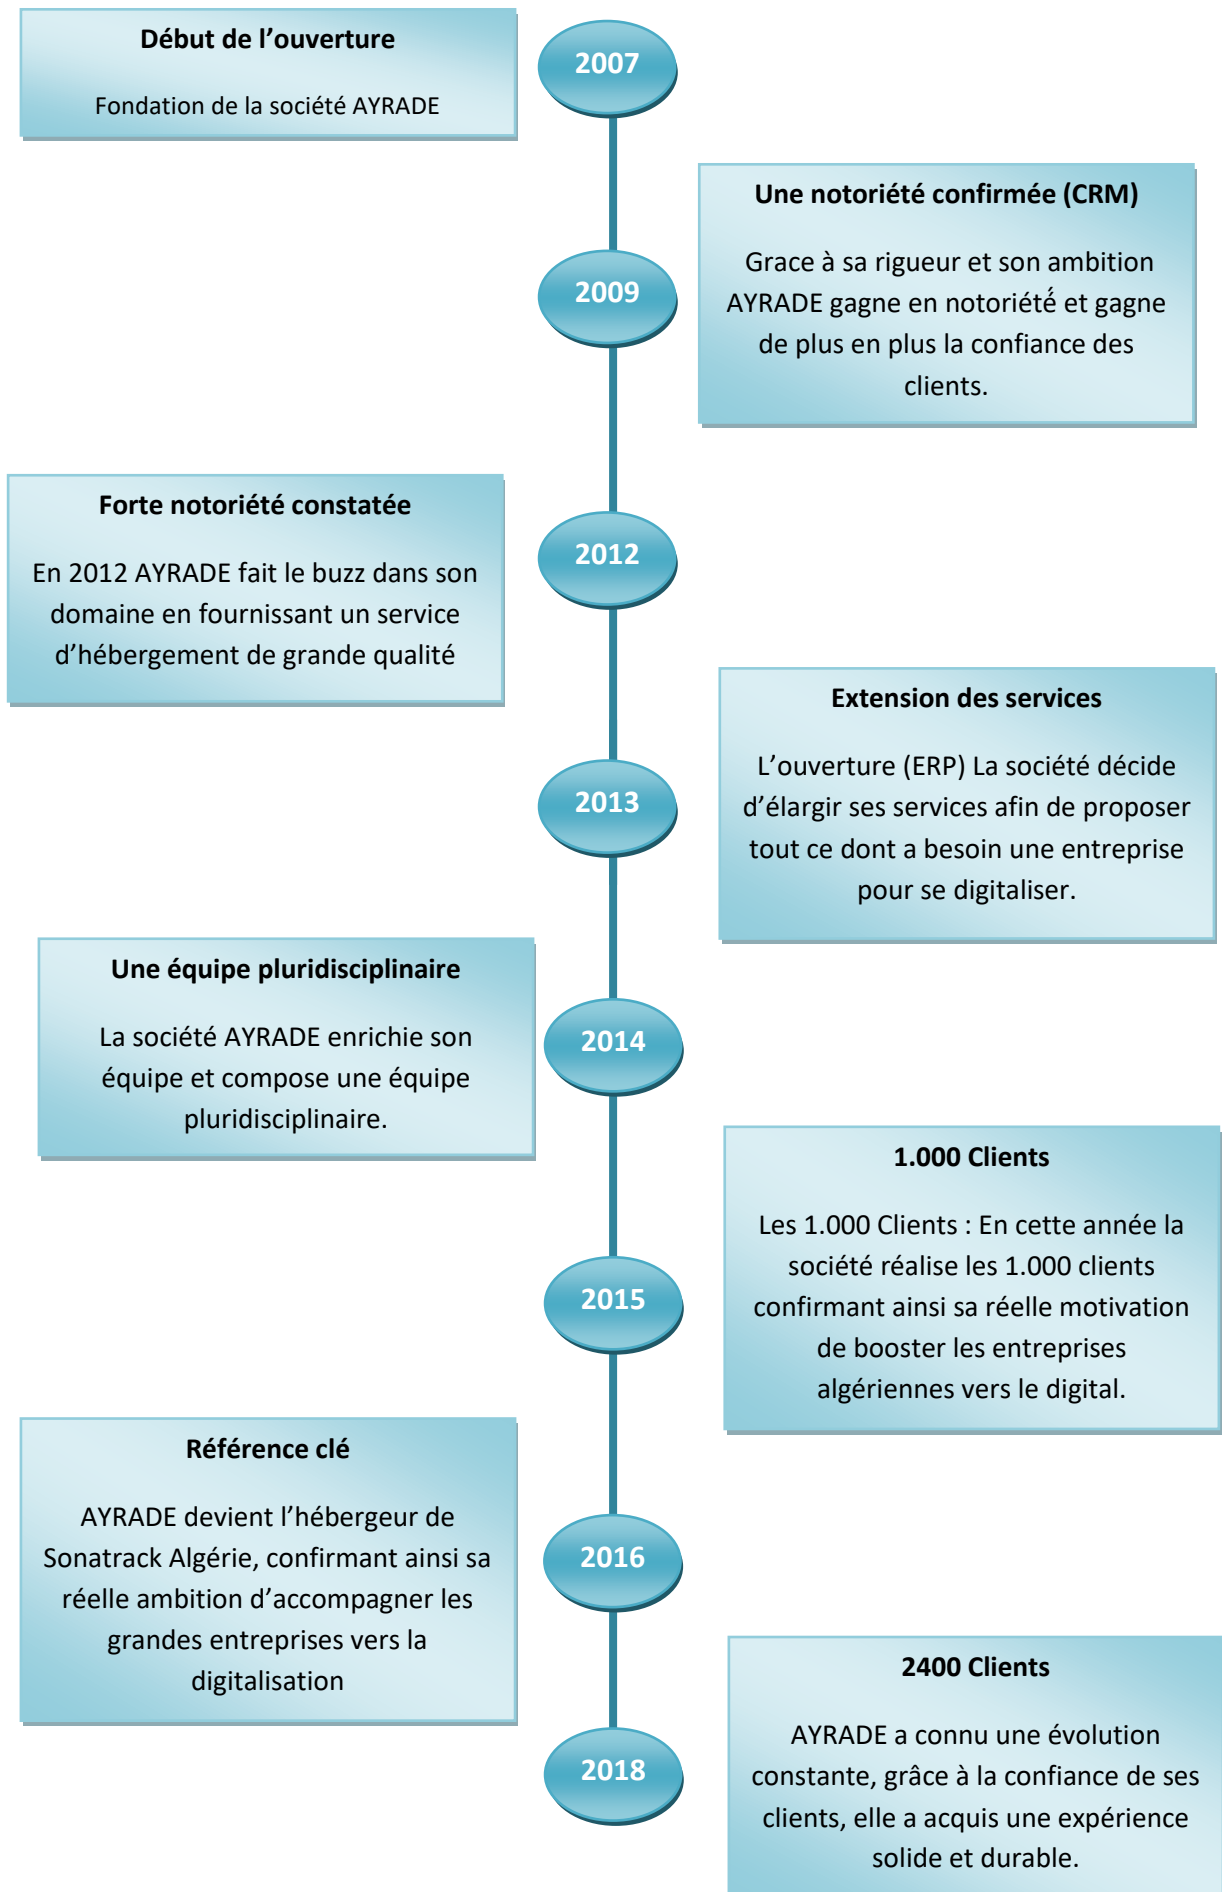 Début de l’ouverture
Fondation de la société AYRADE
2007
Une notoriété confirmée (CRM)
Grace à sa rigueur et son ambition
AYRADE gagne en notorieté́ et gagne
de plus en plus la confiance des
clients.
2009
Forte notoriété constatée
En 2012 AYRADE fait le buzz dans son
domaine en fournissant un service
d’hébergement de grande qualité
2012
Extension des services
L’ouverture (ERP) La société décide
d’élargir ses services afin de proposer
tout ce dont a besoin une entreprise
pour se digitaliser.
2013
Une équipe pluridisciplinaire
La société AYRADE enrichie son
équipe et compose une équipe
pluridisciplinaire.
2014
1.000 Clients
Les 1.000 Clients : En cette année la
société réalise les 1.000 clients
confirmant ainsi sa réelle motivation
de booster les entreprises
algériennes vers le digital.
2015
Référence clé
AYRADE devient l’hébergeur de
Sonatrack Algérie, confirmant ainsi sa
réelle ambition d’accompagner les
grandes entreprises vers la
digitalisation
2016
2400 Clients
AYRADE a connu une évolution
constante, grâce à la confiance de ses
clients, elle a acquis une expérience
solide et durable.
2018